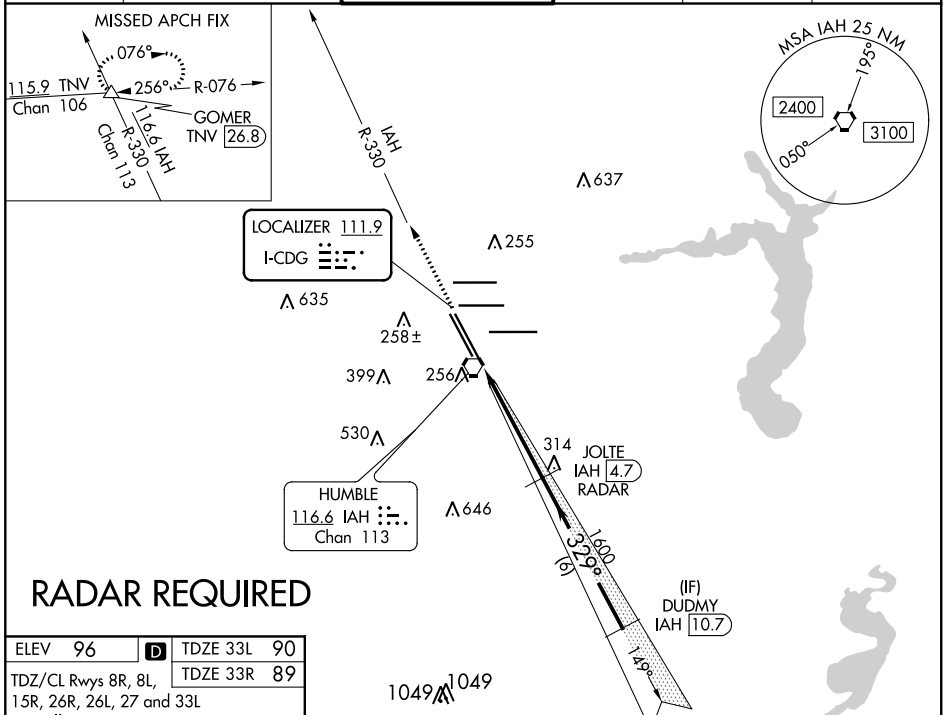 MISSED APCH FIX
076°
115.9 TNV
Chan 106
256°
R-076
GOMER
TNV 26.8
116.6 IAH
R-330
Chan 113
IAH
R-330
MSA IAH 25 NM
195°
2400
3100
050°
637
LOCALIZER 111.9
I-CDG
255
635
258±
399
256
530
314
JOLTE
IAH 4.7
RADAR
HUMBLE
116.6 IAH
Chan 113
646
1600
329°
(6)
RADAR REQUIRED
(IF)
DUDMY
IAH 10.7
149°
ELEV 96
D
TDZE 33L 90
TDZE 33R 89
TDZ/CL Rwys 8R, 8L,
15R, 26R, 26L, 27 and 33L
1049
1049